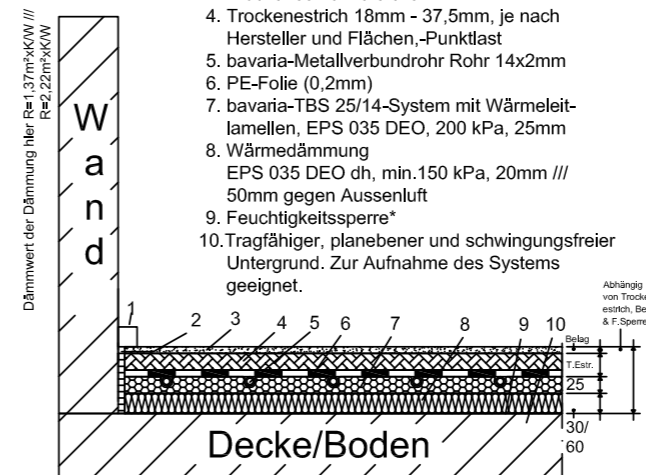 4. Trockenestrich 18mm - 37,5mm, je nach
Hersteller und Flächen,-Punktlast
5. bavaria-Metallverbundrohr Rohr 14x2mm
6. PE-Folie (0,2mm)
7. bavaria-TBS 25/14-System mit Wärmeleit-
lamellen, EPS 035 DEO, 200 kPa, 25mm
8. Wärmedämmung
EPS 035 DEO dh, min.150 kPa, 20mm ///
50mm gegen Aussenluft
9. Feuchtigkeitssperre*
10.Tragfähiger, planebener und schwingungsfreier
Untergrund. Zur Aufnahme des Systems
geeignet.
Dämmwert der Dämmung hier R=1,37m²xK/W ///
R=2,22m²xK/W
Wand
1 2 3 4 5 6 7 8 9 10
Abhängig
von Trocke
estrich, Be
& F.Sperre
Belag
T.Estr.
25
30/
60
Decke/Boden